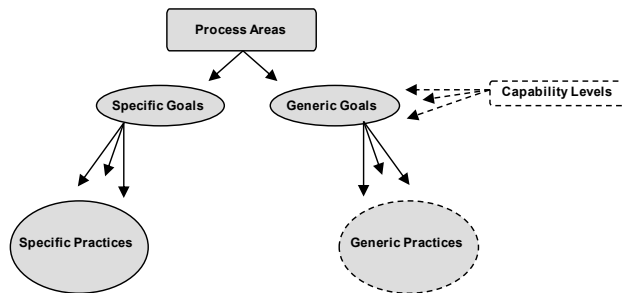 Process Areas
Specific Goals
Generic Goals
Capability Levels
Specific Practices
Generic Practices